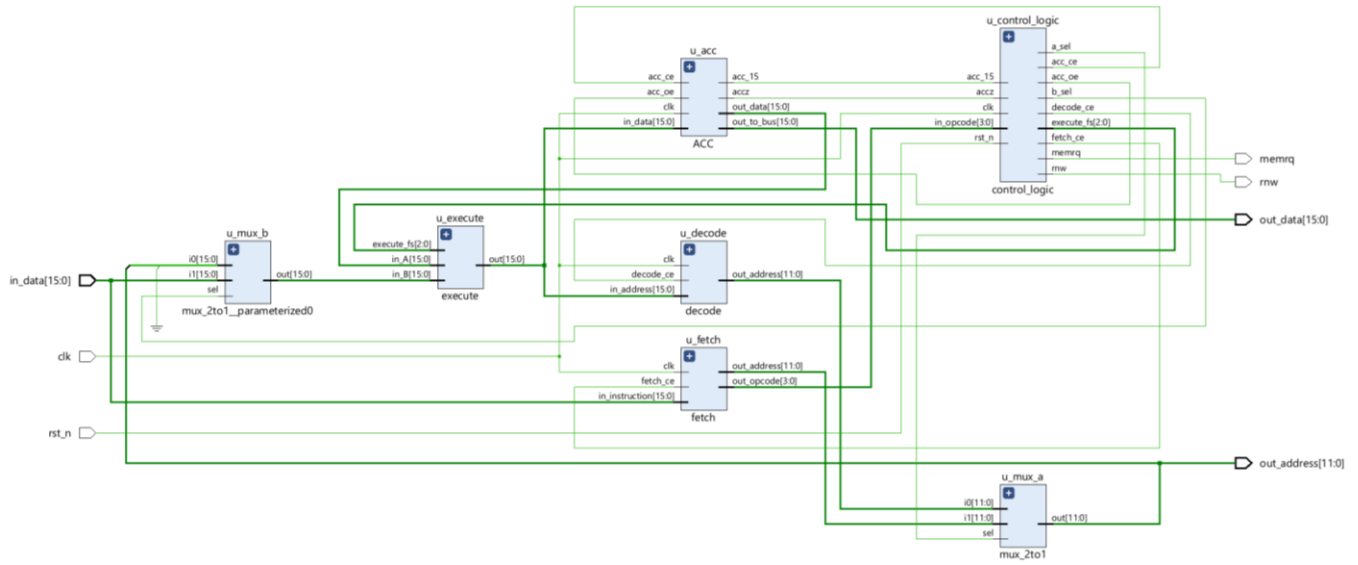 u_control_logic
a_sel
acc_ce
acc_15
acc_oe
accz
b_sel
clk
decode_ce
in_opcode[3:0]
execute_fs[2:0]
rst_n
fetch_ce
memrq
rnw
control_logic
u_acc
acc_ce
acc_15
acc_oe
accz
clk
out_data[15:0]
in_data[15:0]
out_to_bus[15:0]
ACC
memrq
rnw
out_data[15:0]
u_mux_b
i0[15:0]
i1[15:0]
out[15:0]
sel
mux_2to1__parameterized0
u_execute
execute_fs[2:0]
in_A[15:0]
out[15:0]
in_B[15:0]
execute
u_decode
clk
decode_ce
out_address[11:0]
in_address[15:0]
decode
in_data[15:0]
clk
rst_n
u_fetch
clk
out_address[11:0]
fetch_ce
out_opcode[3:0]
in_instruction[15:0]
fetch
out_address[11:0]
u_mux_a
i0[11:0]
i1[11:0]
out[11:0]
sel
mux_2to1